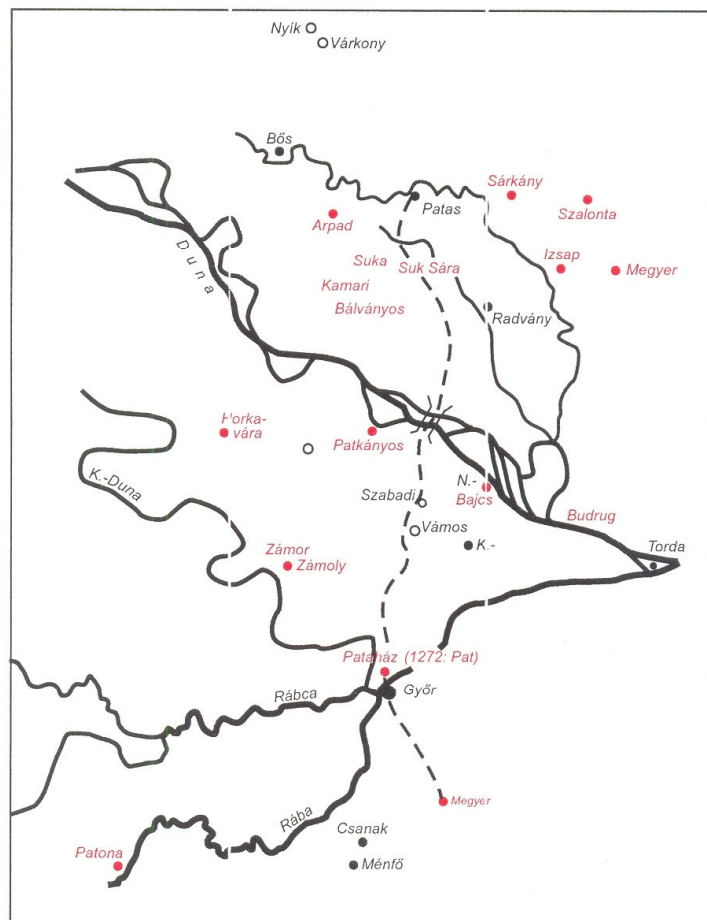 Nyík
Várkony
Bős
Patas
Sárkány
Szalonta
Arpad
Duna
Suka
Suk Sára
Izsap
Megyer
Kamari
Bálványos
Radvány
Horka-
vára
Patkányos
K.-Duna
N.-
Bajcs
Szabadi
Budrug
Vámos
K.-
Zámor
Zámoly
Torda
Pataház (1272: Pat)
Rábca
Győr
Megyer
Rába
Csanak
Patona
Ménfő